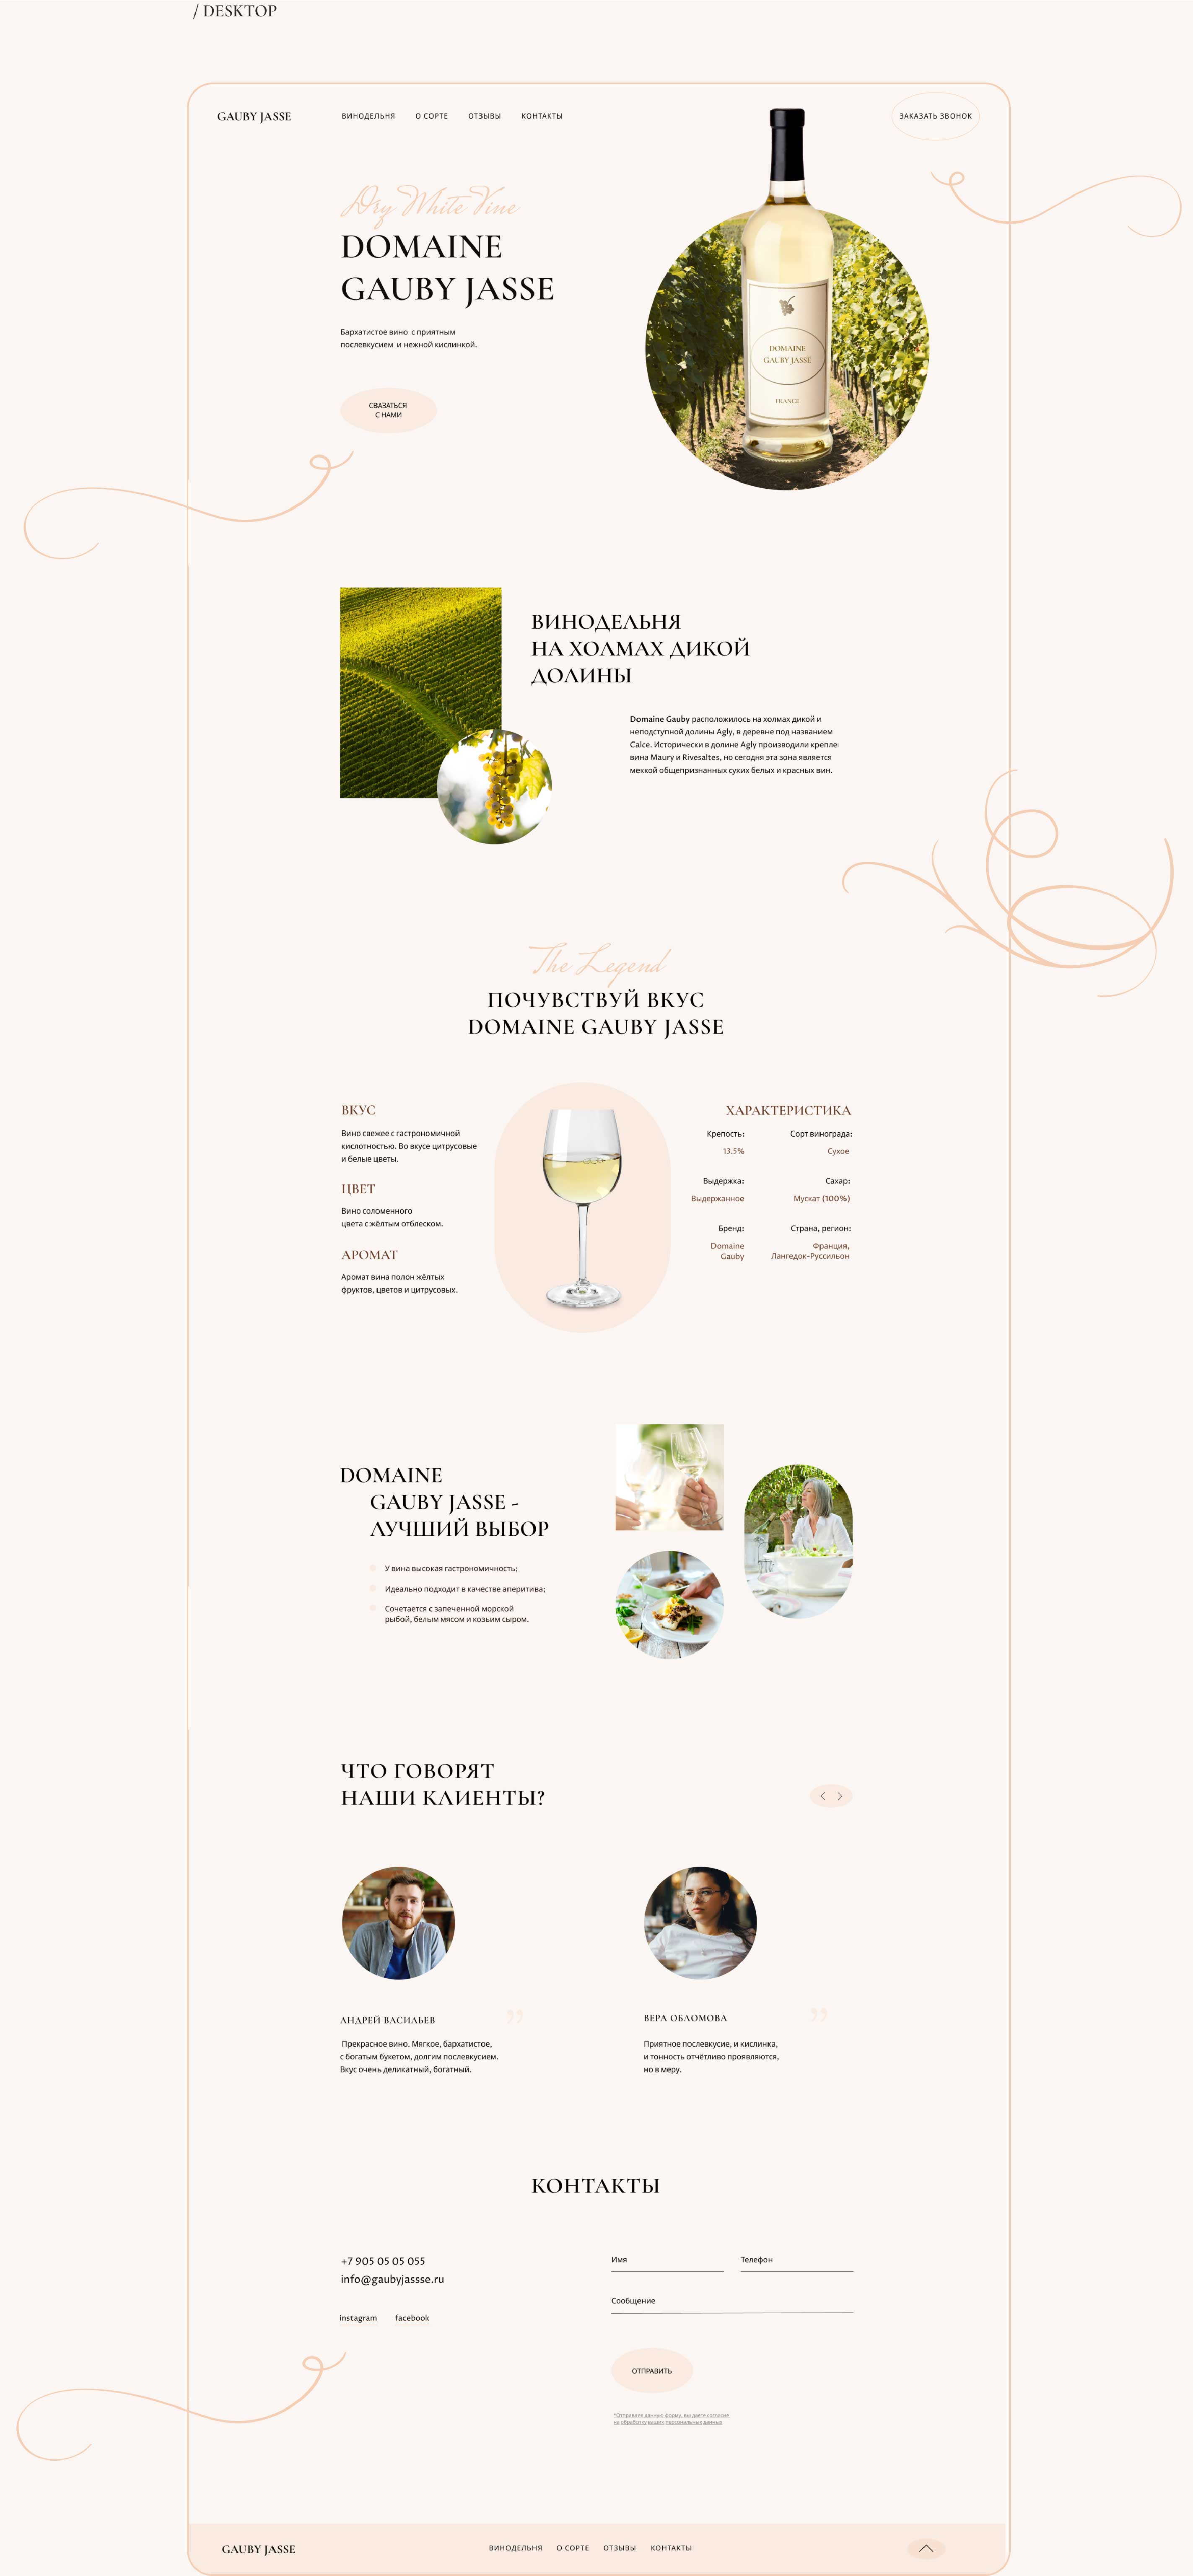 / DESKTOP
GAUBY JASSE
ВИНОДЕЛЬНЯ О СОРТЕ ОТЗЫВЫ КОНТАКТЫ
ЗАКАЗАТЬ ЗВОНОК
Dry White Vine
DOMAINE
GAUBY JASSE
Бархатистое вино с приятным
послевкусием и нежной кислинкой.
СВАЗАТЬСЯ
С НАМИ
DOMAINE
GAUBY JASSE
FRANCE
ВИНОДЕЛЬНЯ
НА ХОЛМАХ ДИКОЙ
ДОЛИНЫ
Domaine Gauby расположилось на холмах дикой и
неподступной долины Agly, в деревне под названием
Calce. Исторически в долине Agly производили крепле
вина Maury и Rivesaltes, но сегодня эта зона является
меккой общепризнанных сухих белых и красных вин.
The Legend
ПОЧУВСТВУЙ ВКУС
DOMAINE GAUBY JASSE
ВКУС
Вино свежее с гастрономичной
кислотностью. Во вкусе цитрусовые
и белые цветы.
ЦВЕТ
Вино соломенного
цвета с жёлтым отблеском.
АРОМАТ
Аромат вина полон жёлтых
фруктов, цветов и цитрусовых.
ХАРАКТЕРИСТИКА
Крепость: Сорт винограда:
13.5% Сухое
Выдержка: Сахар:
Выдержанное Мускат (100%)
Бренд: Страна, регион:
Domaine Франция,
Gauby Лангедок-Руссильон
DOMAINE
GAUBY JASSE -
ЛУЧШИЙ ВЫБОР
У вина высокая гастрономичность;
Идеально подходит в качестве аперитива;
Сочетается с запеченной морской
рыбой, белым мясом и козьим сыром.
ЧТО ГОВОРЯТ
НАШИ КЛИЕНТЫ?
АНДРЕЙ ВАСИЛЬЕВ
”
Прекрасное вино. Мягкое, бархатистое,
с богатым букетом, долгим послевкусием.
Вкус очень деликатный, богатный.
ВЕРА ОБЛОМОВА
”
Приятное послевкусие, и кислинка,
и тонность отчётливо проявляются,
но в меру.
КОНТАКТЫ
+7 905 05 05 055
info@gaubyjassse.ru
instagram facebook
Имя Телефон
Сообщение
ОТПРАВИТЬ
*Отправляя данную форму, вы даете согласие
на обработку ваших персональных данных
GAUBY JASSE
ВИНОДЕЛЬНЯ О СОРТЕ ОТЗЫВЫ КОНТАКТЫ